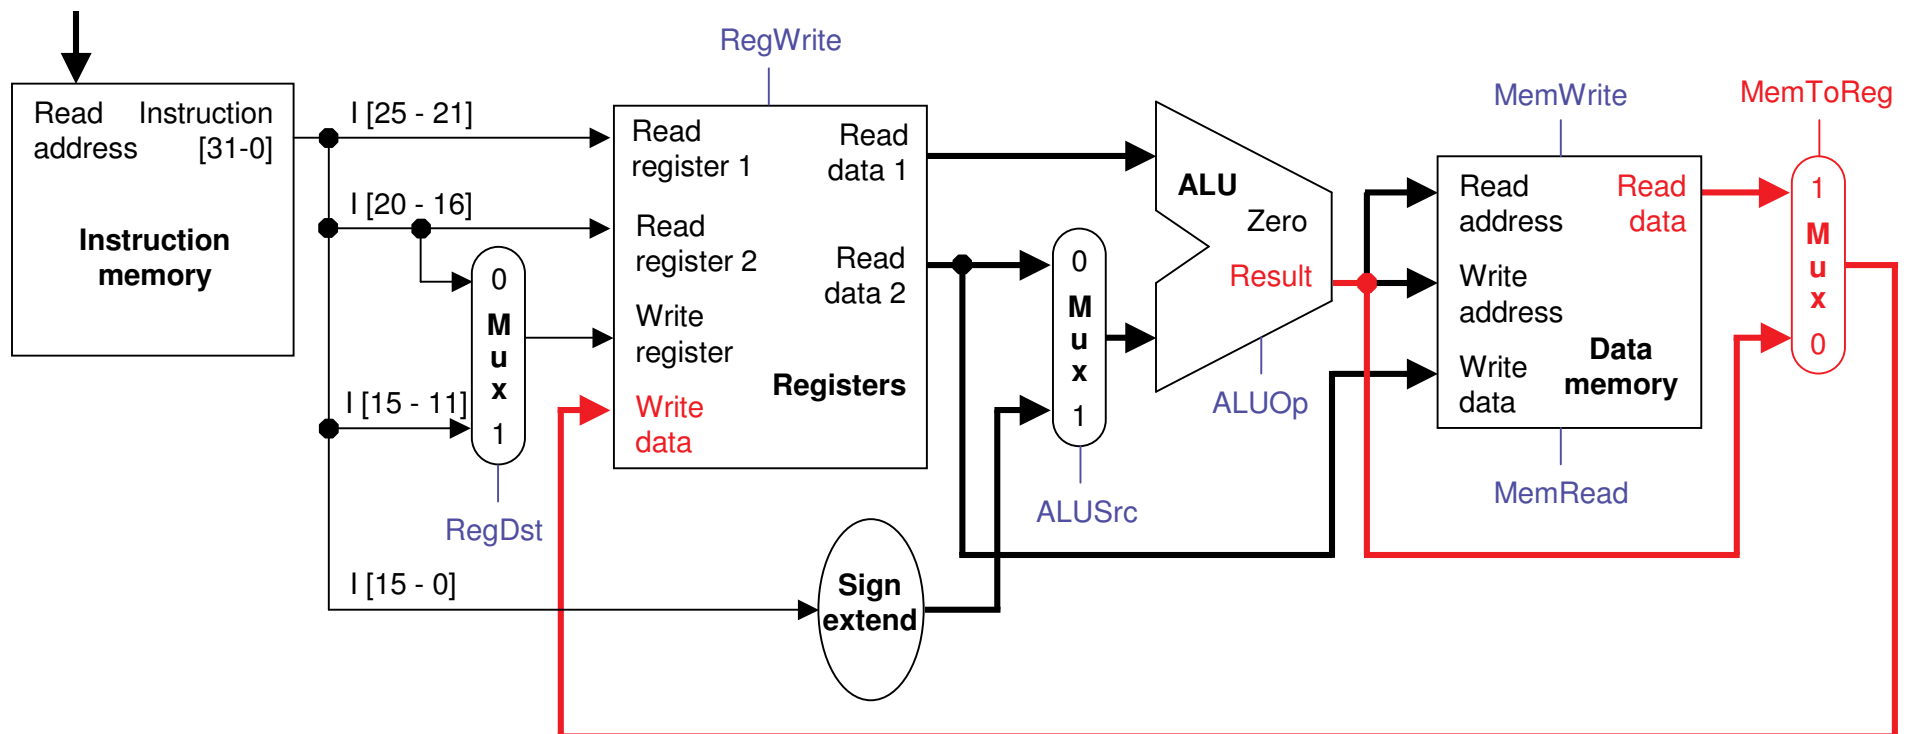 RegWrite
MemWrite
MemToReg
Read
address
Instruction
[31-0]
Instruction
memory
I [25 - 21]
I [20 - 16]
I [15 - 11]
I [15 - 0]
0
M
u
x
1
RegDst
Read
register 1
Read
register 2
Write
register
Write
data
Read
data 1
Read
data 2
Registers
Sign
extend
0
M
u
x
1
ALUSrc
ALU
Zero
Result
ALUOp
Read
address
Write
address
Write
data
Read
data
Data
memory
MemRead
1
M
u
x
0